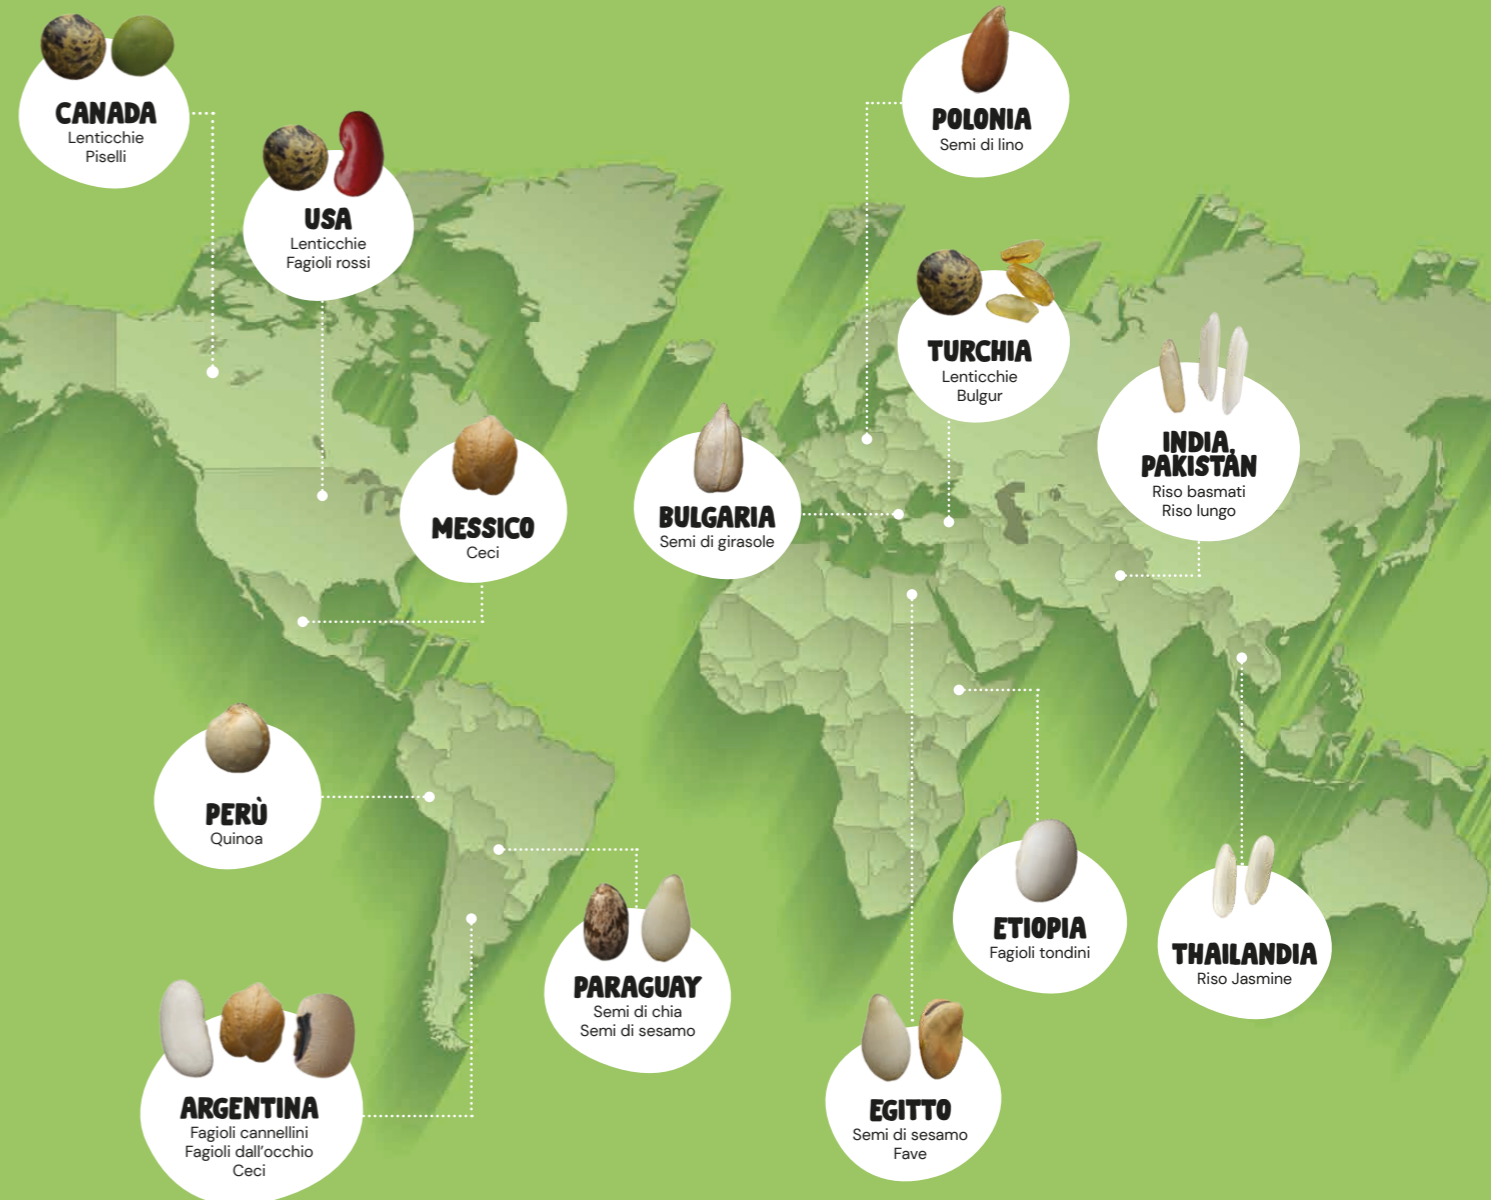 CANADA
Lenticchie
Piselli
USA
Lenticchie
Fagioli rossi
POLONIA
Semi di lino
TURCHIA
Lenticchie
Bulgur
MESSICO
Ceci
BULGARIA
Semi di girasole
INDIA,
PAKISTAN
Riso basmati
Riso lungo
PERÙ
Quinoa
PARAGUAY
Semi di chia
Semi di sesamo
ETIOPIA
Fagioli tondini
THAILANDIA
Riso Jasmine
ARGENTINA
Fagioli cannellini
Fagioli dall'occhio
Ceci
EGITTO
Semi di sesamo
Fave